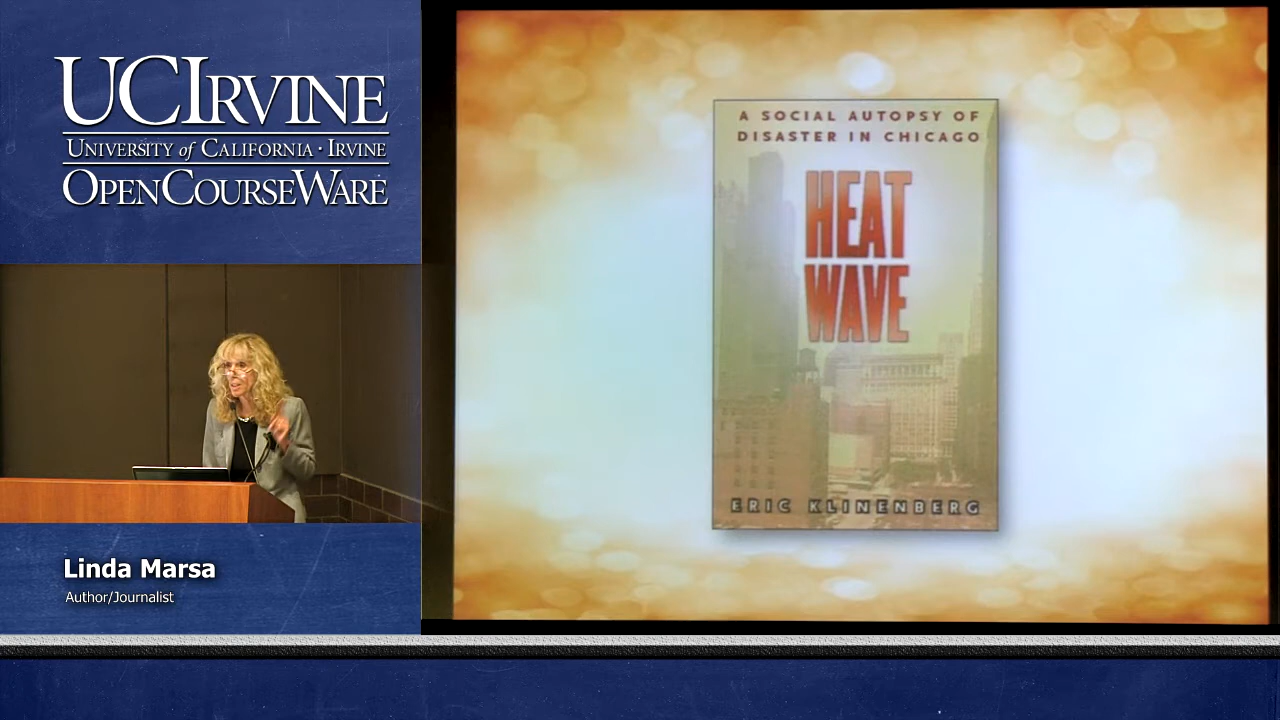 UCIRVINE
UNIVERSITY of CALIFORNIA · IRVINE
OPENCOURSEWARE
Linda Marsa
Author/Journalist
A SOCIAL AUTOPSY OF
DISASTER IN CHICAGO
HEAT
WAVE
ERIC KLINENBERG